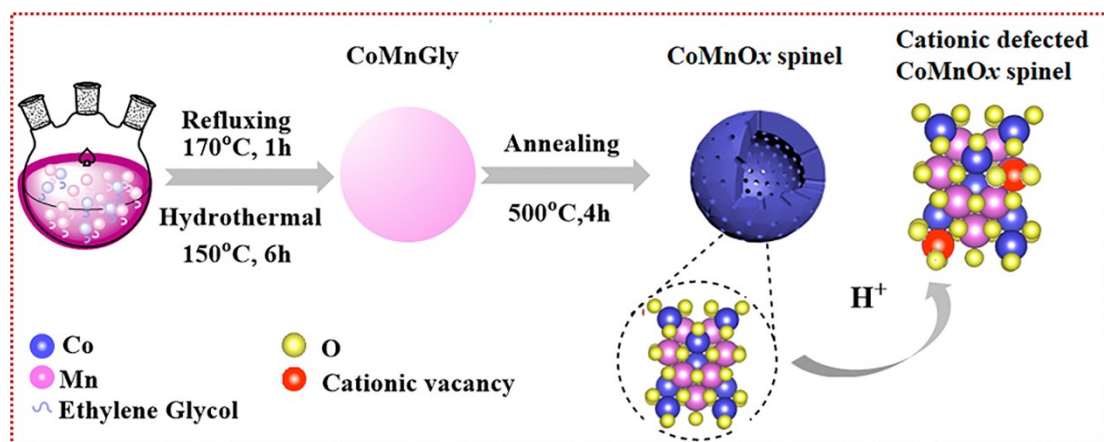 CoMnGly
CoMnOx spinel
Cationic defected
CoMnOx spinel
Refluxing
170°C, 1h
Hydrothermal
150°C, 6h
Annealing
500°C,4h
H+
Co
Mn
Ethylene Glycol
O
Cationic vacancy